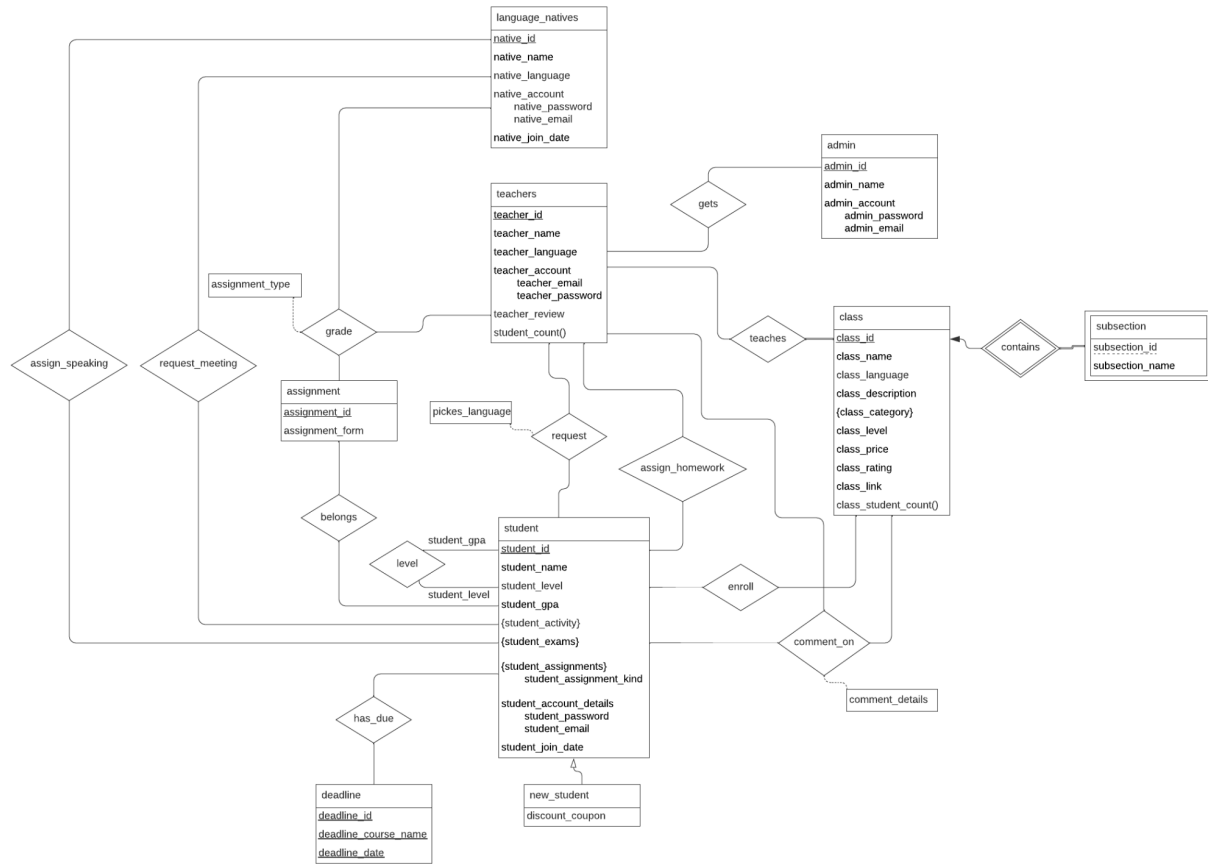 language_natives
native_id
native_name
native_language
native_account
native_password
native_email
native_join_date
admin
admin_id
admin_name
admin_account
admin_password
admin_email
gets
teachers
teacher_id
teacher_name
teacher_language
teacher_account
teacher_email
teacher_password
teacher_review
student_count()
assignment_type
grade
assign_speaking
request_meeting
teaches
class
class_id
class_name
class_language
class_description
{class_category}
class_level
class_price
class_rating
class_link
class_student_count()
contains
subsection
subsection_id
subsection_name
assignment
assignment_id
assignment_form
pickes_language
request
assign_homework
belongs
student
student_id
student_name
student_level
student_gpa
{student_activity}
{student_exams}
{student_assignments}
student_assignment_kind
student_account_details
student_password
student_email
student_join_date
student_gpa
level
student_level
enroll
comment_on
comment_details
has_due
deadline
deadline_id
deadline_course_name
deadline_date
new_student
discount_coupon